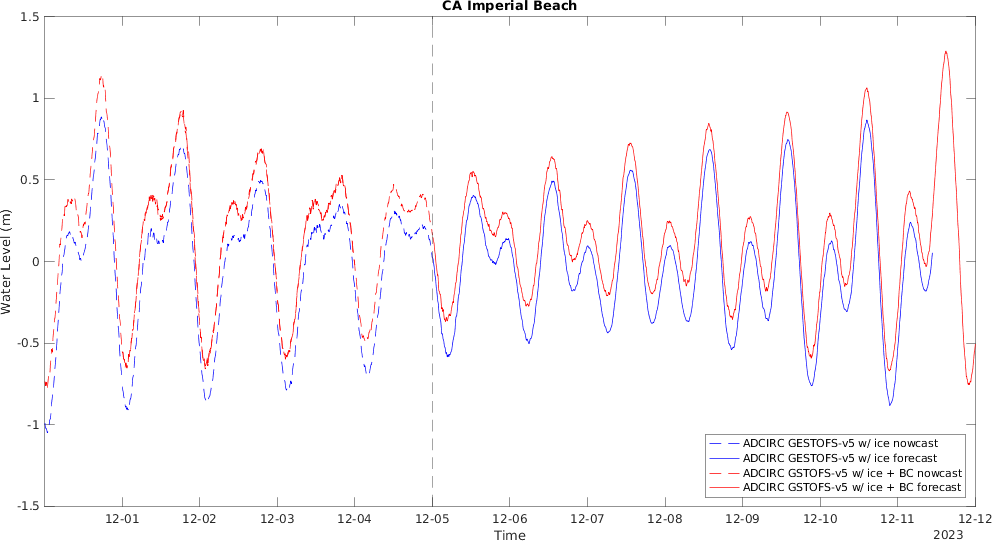 CA Imperial Beach
1.5
1
0.5
0
-0.5
-1
-1.5
Water Level (m)
12-01 12-02 12-03 12-04 12-05 12-06 12-07 12-08 12-09 12-10 12-11 12-12
Time
2023
ADCIRC GESTOFS-v5 w/ ice nowcast
ADCIRC GESTOFS-v5 w/ ice forecast
ADCIRC GSTOFS-v5 w/ ice + BC nowcast
ADCIRC GSTOFS-v5 w/ ice + BC forecast